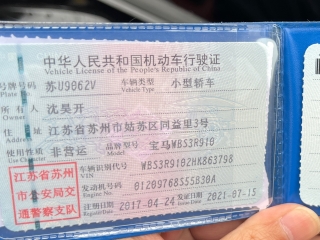 中华人民共和国机动车行驶证
Vehicle License of the People's Republic of China
号牌号码 苏U9062V 车辆类型 小型轿车
Plate No. Vehicle Type
所有人 沈昊开
Owner
住址 江苏省苏州市姑苏区同益里3号
Address
使用性质 非营运 品牌型号 宝马WBS3R910
Use Character Model
江苏省苏州市公安局交通警察支队
车辆识别代号 WBS3R9102HK863798
VIN
发动机号码 01209768S55B30A
Engine No.
注册日期 2017-04-24 发证日期 2021-07-15
Register Date Issue Date